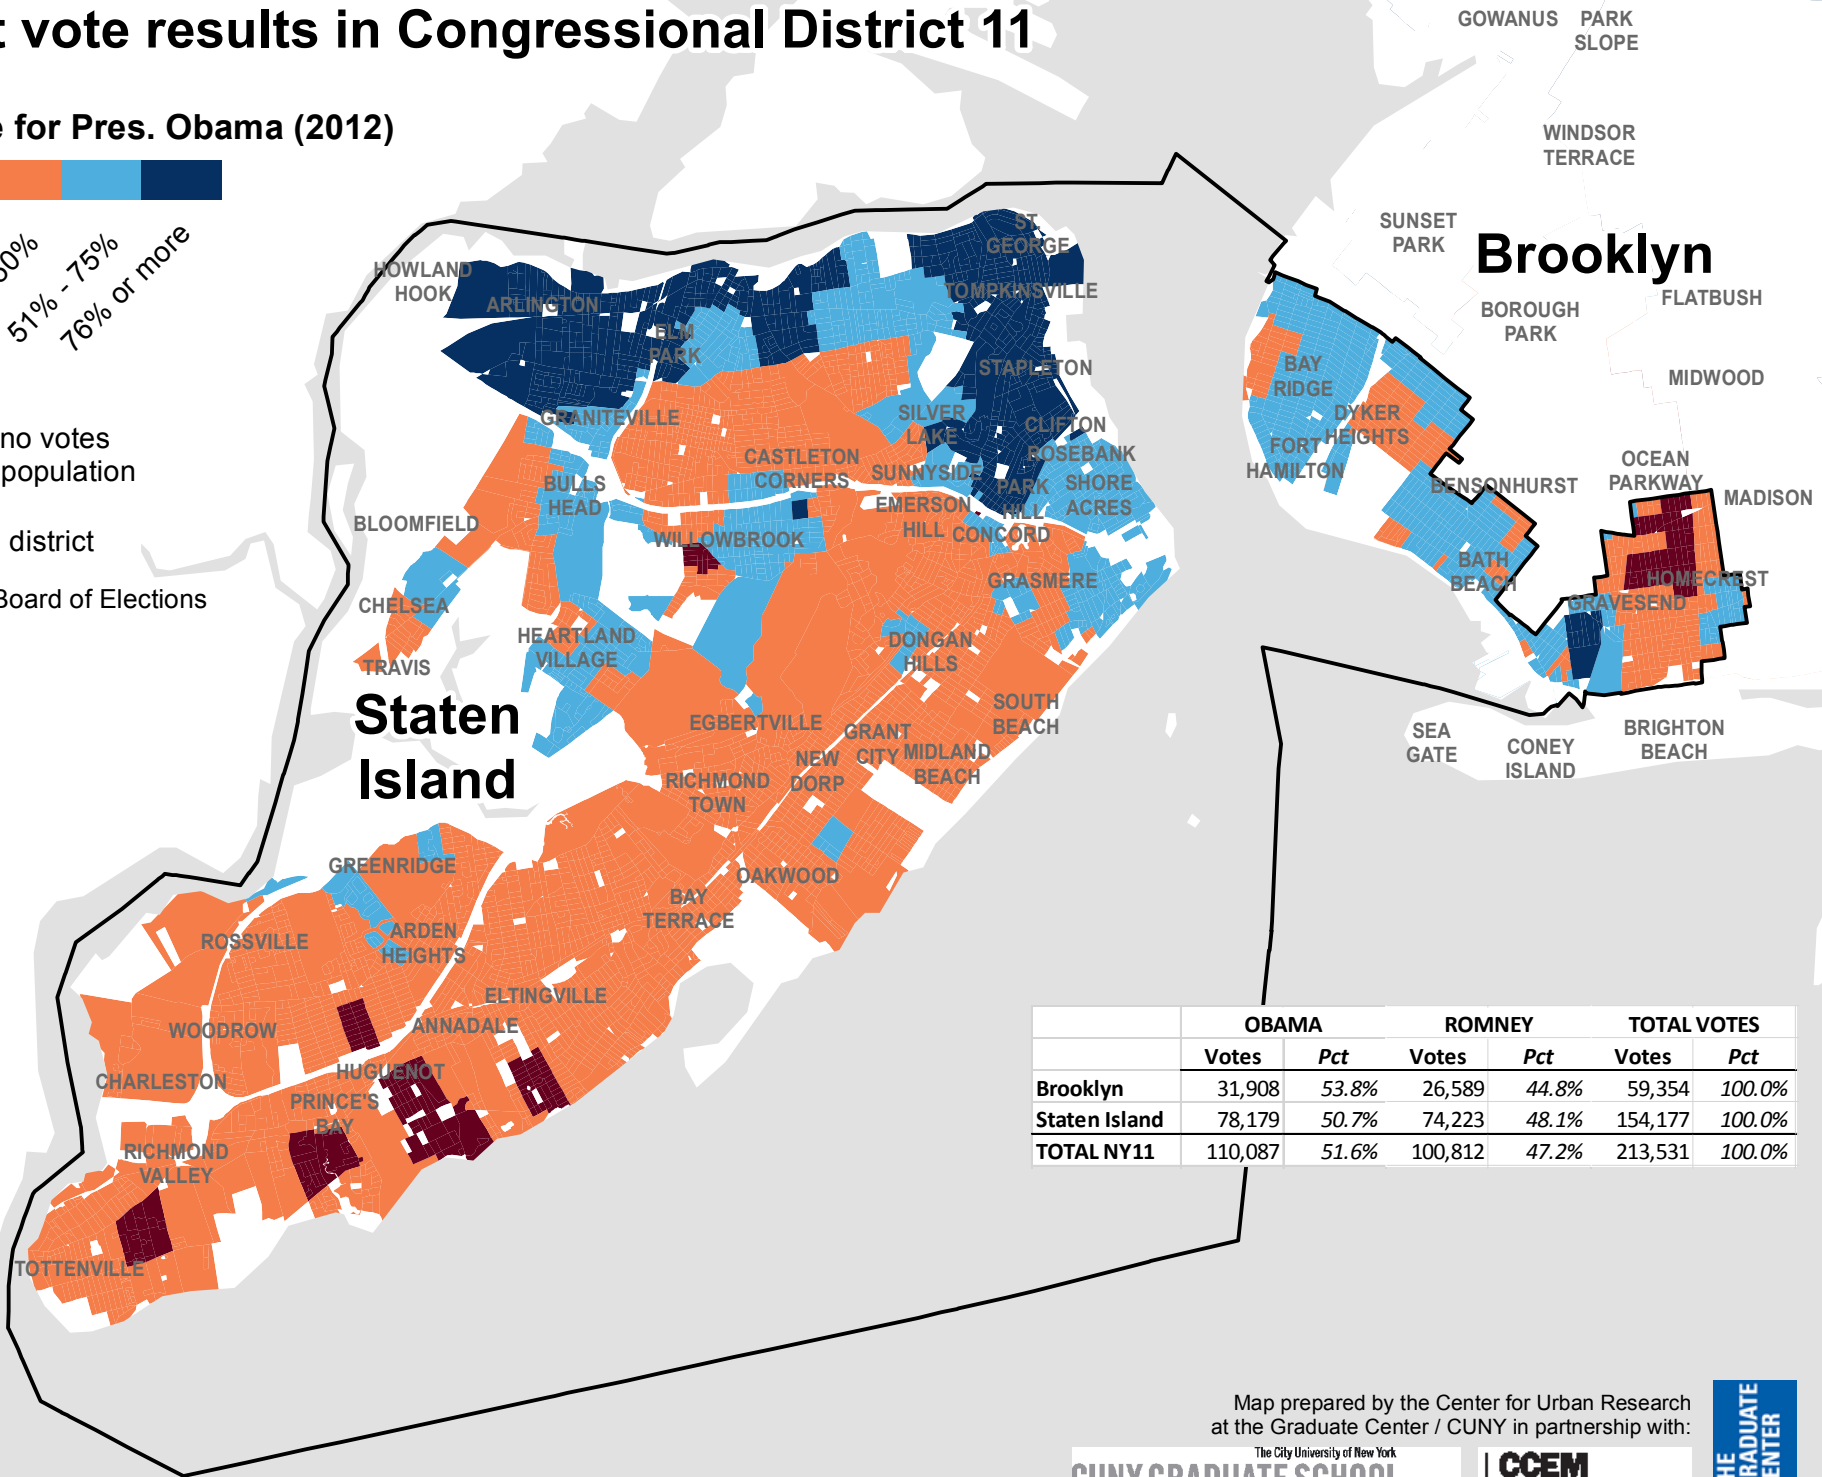 vote results in Congressional District 11
for Pres. Obama (2012)
51% - 75%
76% or more
no votes
population
district
Board of Elections
GOWANUS
PARK
SLOPE
WINDSOR
TERRACE
SUNSET
PARK
Brooklyn
BOROUGH
PARK
FLATBUSH
MIDWOOD
BAY
RIDGE
DYKER
HEIGHTS
FORT
HAMILTON
BENSONHURST
OCEAN
PARKWAY
MADISON
BATH
BEACH
HOMECREST
GRAVESEND
SEA
GATE
CONEY
ISLAND
BRIGHTON
BEACH
HOWLAND
HOOK
ARLINGTON
ST.
GEORGE
TOMPKINSVILLE
ELM
PARK
STAPLETON
GRANITEVILLE
SILVER
LAKE
CLIFTON
CASTLETON
CORNERS
SUNNYSIDE
ROSEBANK
BULLS
HEAD
PARK
HILL
SHORE
ACRES
EMERSON
HILL
CONCORD
BLOOMFIELD
WILLOWBROOK
GRASMERE
CHELSEA
HEARTLAND
VILLAGE
DONGAN
HILLS
TRAVIS
Staten
Island
EGBERTVILLE
SOUTH
BEACH
GRANT
CITY
MIDLAND
BEACH
NEW
DORP
RICHMOND
TOWN
GREENRIDGE
OAKWOOD
BAY
TERRACE
ROSSVILLE
ARDEN
HEIGHTS
ELTINGVILLE
WOODROW
ANNADALE
CHARLESTON
HUGUENOT
PRINCE'S
BAY
RICHMOND
VALLEY
TOTTENVILLE
OBAMA ROMNEY TOTAL VOTES
Votes Pct Votes Pct Votes Pct
Brooklyn 31,908 53.8% 26,589 44.8% 59,354 100.0%
Staten Island 78,179 50.7% 74,223 48.1% 154,177 100.0%
TOTAL NY11 110,087 51.6% 100,812 47.2% 213,531 100.0%
Map prepared by the Center for Urban Research
at the Graduate Center / CUNY in partnership with:
The City University of New York
CUNY GRADUATE SCHOOL
CCEM